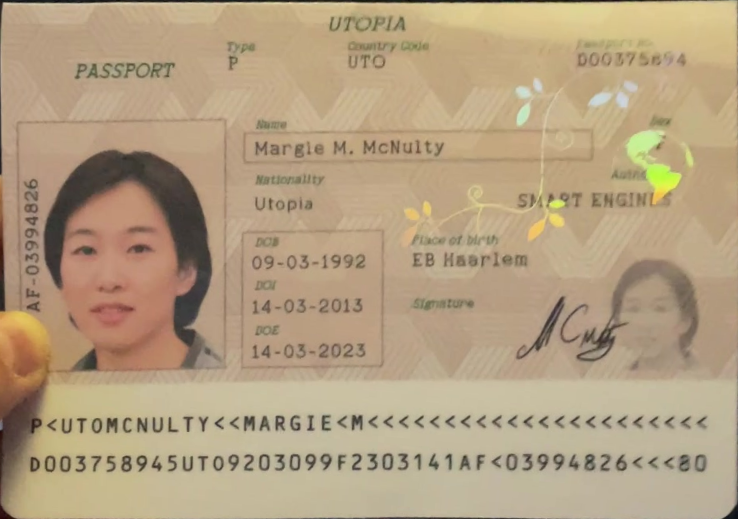 UTOPIA
Type Country Code Passport No.
PASSPORT P UTO D00375894
Name Sex
Margie M. McNulty
Nationality
Utopia SMART ENGINES
DOB Place of birth
09-03-1992 EB Haarlem
DOI
14-03-2013 Signature
DOE
14-03-2023
AF-03994826
P<UTOMCNULTY<<MARGIE<M<<<<<<<<<<<<<<<<<<<<<<
D003758945UTO9203099F2303141AF<03994826<<<80